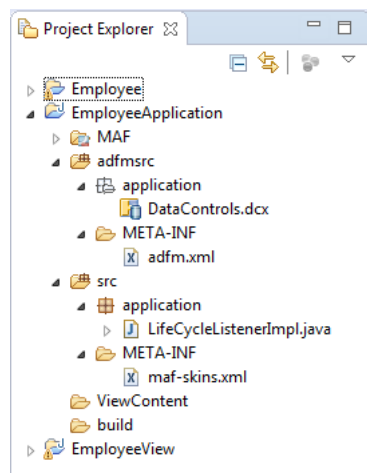 Project Explorer
Employee
EmployeeApplication
MAF
adfmsrc
application
DataControls.dcx
META-INF
adfm.xml
src
application
LifeCycleListenerImpl.java
META-INF
maf-skins.xml
ViewContent
build
EmployeeView